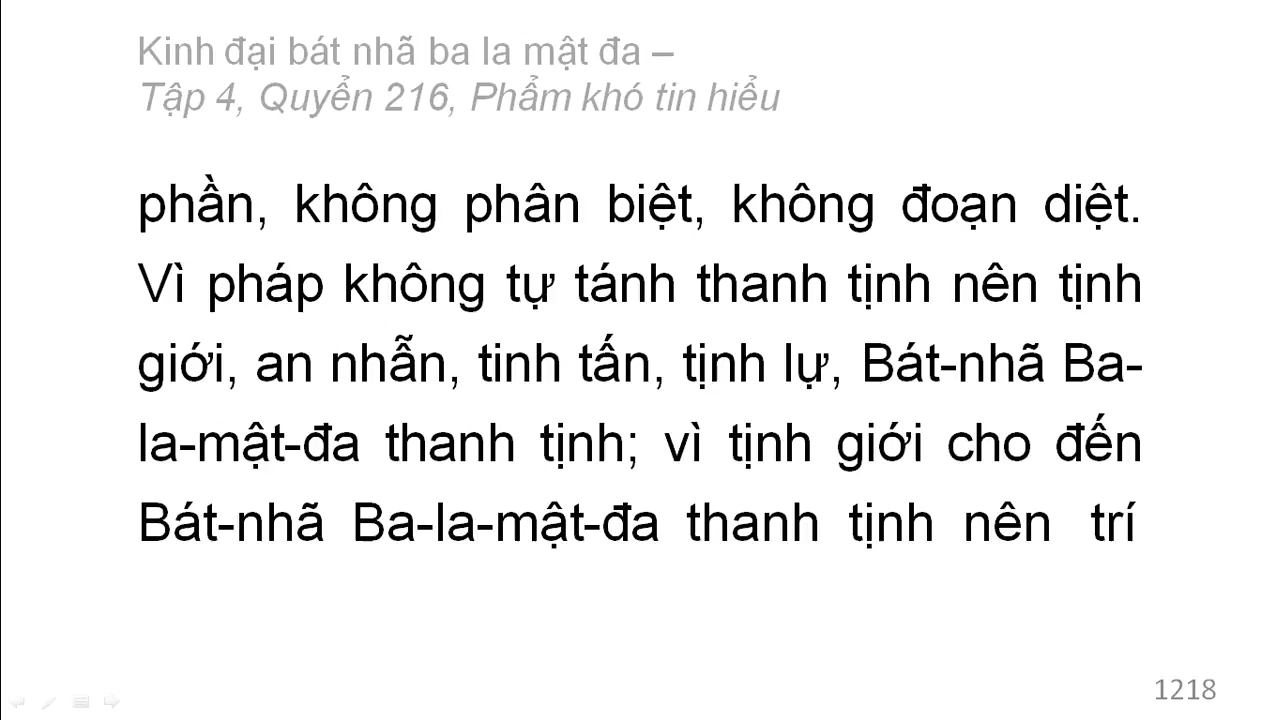 Kinh đại bát nhã ba la mật đa –
Tập 4, Quyển 216, Phẩm khó tin hiểu
phần, không phân biệt, không đoạn diệt.
Vì pháp không tự tánh thanh tịnh nên tịnh
giới, an nhẫn, tinh tấn, tịnh lự, Bát-nhã Ba-
la-mật-đa thanh tịnh; vì tịnh giới cho đến
Bát-nhã Ba-la-mật-đa thanh tịnh nên trí
1218